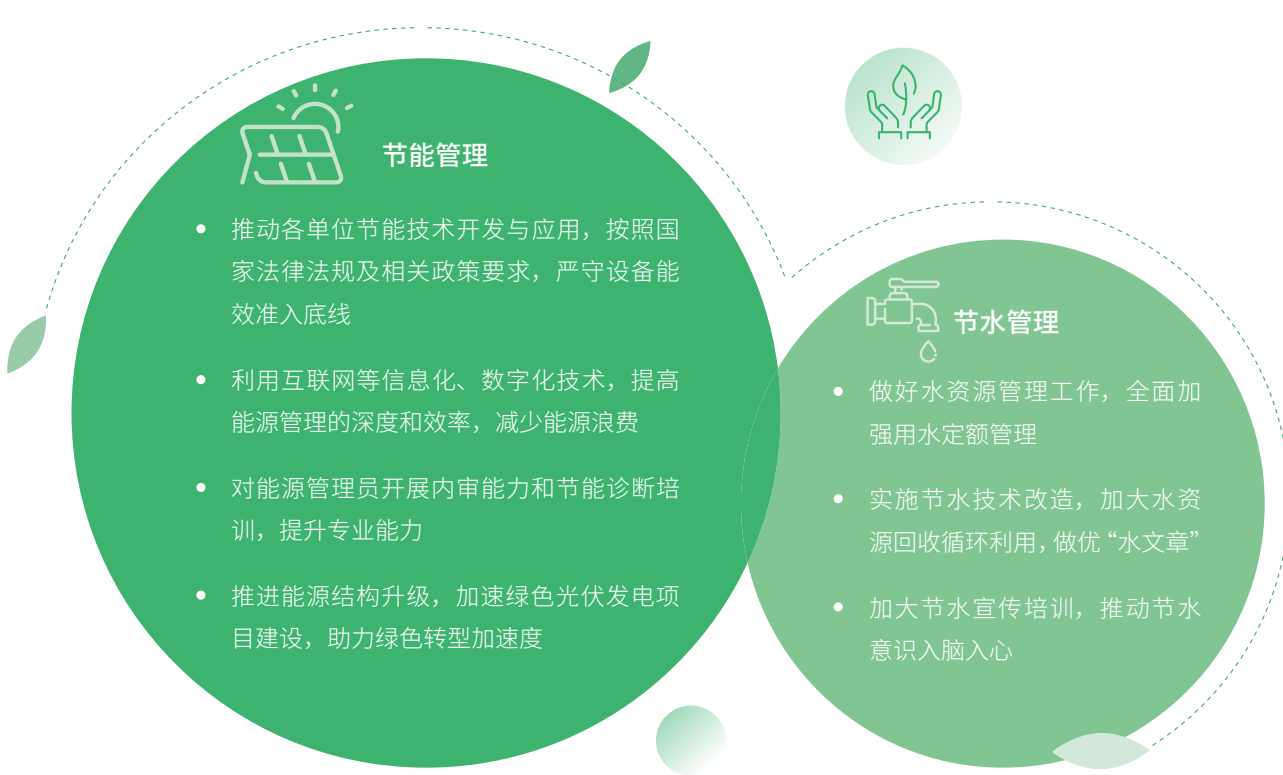 节能管理
推动各单位节能技术开发与应用，按照国
家法律法规及相关政策要求，严守设备能
效准入底线
利用互联网等信息化、数字化技术，提高
能源管理的深度和效率，减少能源浪费
对能源管理员开展内审能力和节能诊断培
训，提升专业能力
推进能源结构升级，加速绿色光伏发电项
目建设，助力绿色转型加速度
节水管理
做好水资源管理工作，全面加
强用水定额管理
实施节水技术改造，加大水资
源回收循环利用，做优“水文章”
加大节水宣传培训，推动节水
意识入脑入心